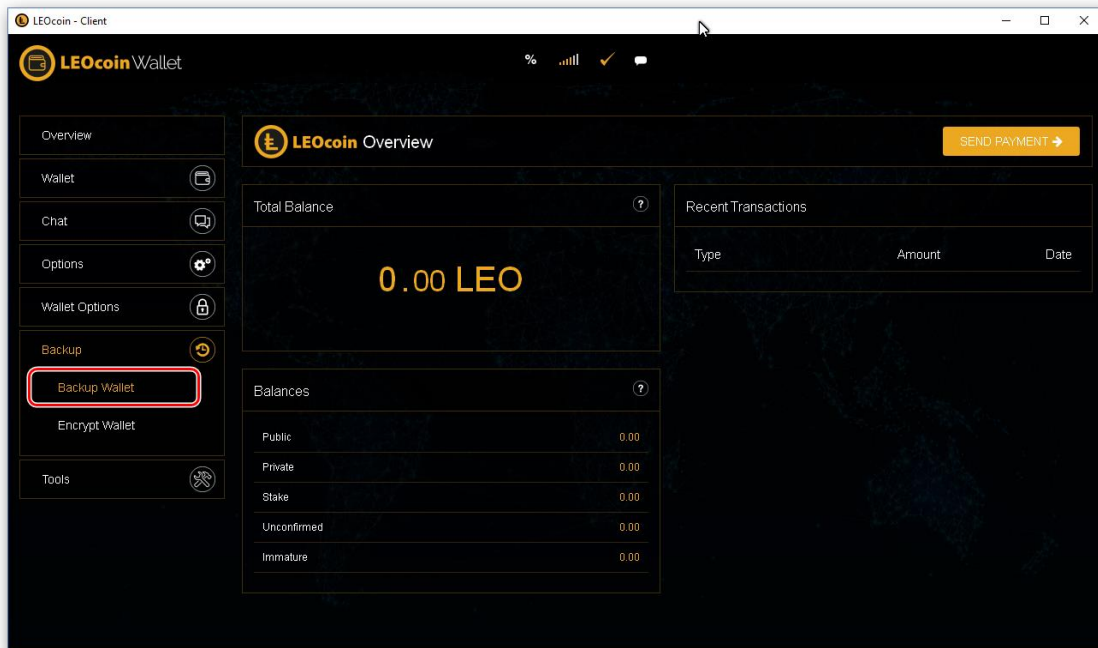 LEOcoin - Client
LEOcoin Wallet
%
Overview
Wallet
Chat
Options
Wallet Options
Backup
Backup Wallet
Encrypt Wallet
Tools
LEOcoin Overview
SEND PAYMENT →
Total Balance ?
0.00 LEO
Balances ?
Public 0.00
Private 0.00
Stake 0.00
Unconfirmed 0.00
Immature 0.00
Recent Transactions
Type Amount Date